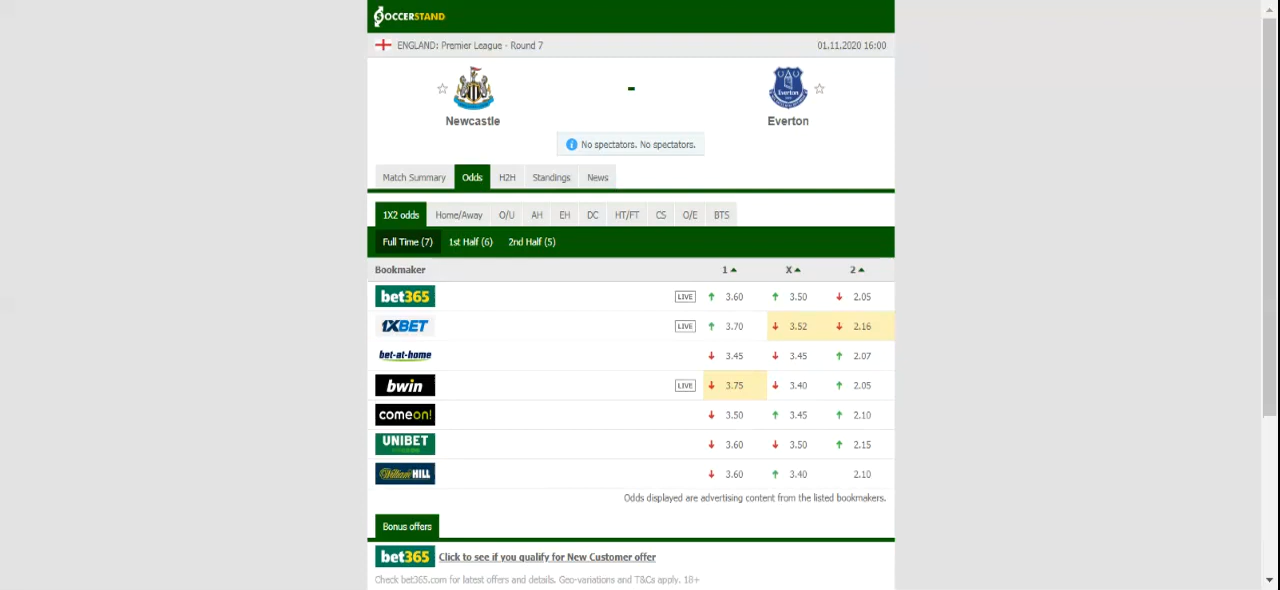 SOCCERSTAND
ENGLAND: Premier League - Round 7 01.11.2020 16:00
-
Newcastle Everton
No spectators. No spectators.
Match Summary Odds H2H Standings News
1X2 odds Home/Away O/U AH EH DC HT/FT CS O/E BTS
Full Time (7) 1st Half (6) 2nd Half (5)
Bookmaker 1 X 2
bet365 LIVE 3.60 3.50 2.05
1XBET LIVE 3.70 3.52 2.16
bet-at-home 3.45 3.45 2.07
bwin LIVE 3.75 3.40 2.05
comeon! 3.50 3.45 2.10
UNIBET 3.60 3.50 2.15
William HILL 3.60 3.40 2.10
Odds displayed are advertising content from the listed bookmakers.
Bonus offers
bet365 Click to see if you qualify for New Customer offer
Check bet365.com for latest offers and details. Geo-variations and T&Cs apply. 18+